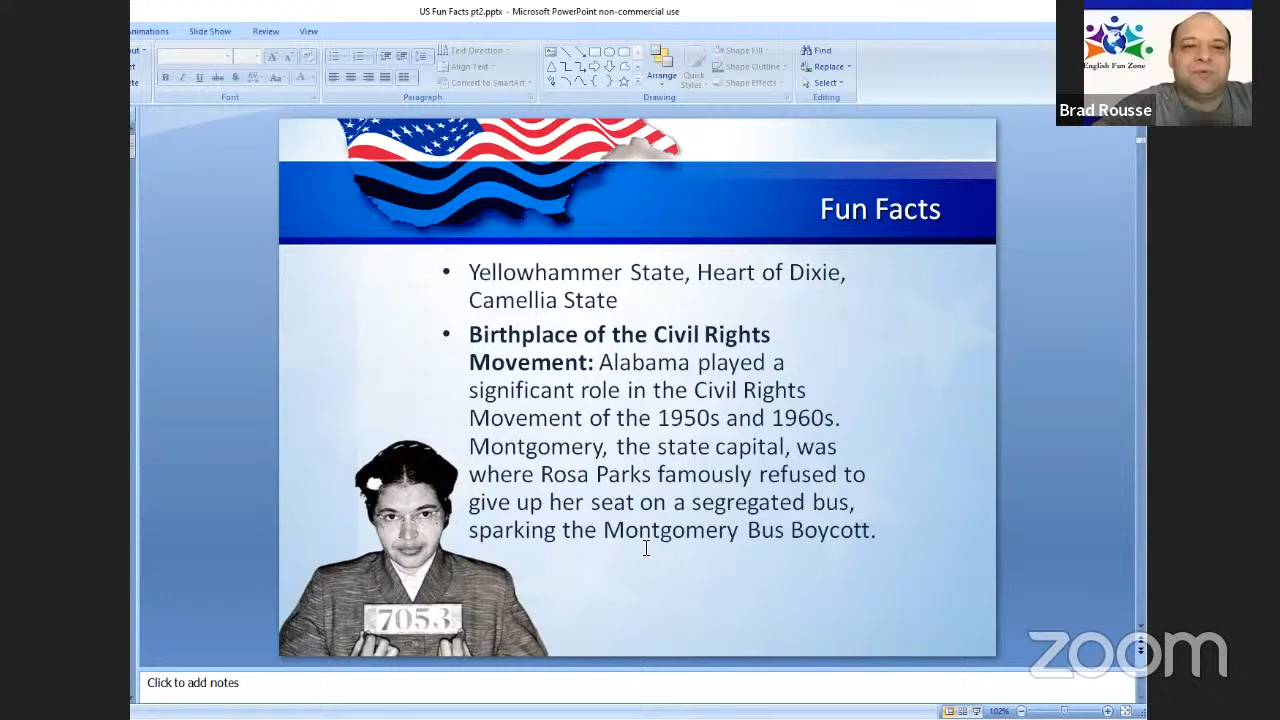 US Fun Facts pt2.pptx - Microsoft PowerPoint non-commercial use
nimations Slide Show Review View
Text Direction Shape Fill Find
Align Text Arrange Quick Styles Shape Outline Replace
B I U abc S AV Aa A Convert to SmartArt Shape Effects Select
Font Paragraph Drawing Editing
English Fun Zone
Brad Rousse
Fun Facts
• Yellowhammer State, Heart of Dixie,
Camellia State
• Birthplace of the Civil Rights
Movement: Alabama played a
significant role in the Civil Rights
Movement of the 1950s and 1960s.
Montgomery, the state capital, was
where Rosa Parks famously refused to
give up her seat on a segregated bus,
sparking the Montgomery Bus Boycott.
7053
zoom
Click to add notes
102%